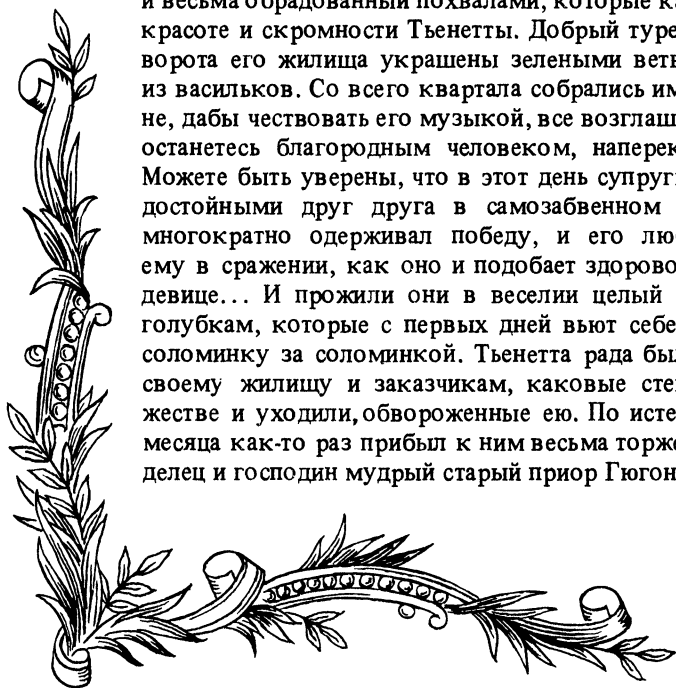 и весьма обрадованный похвалами, которые к
красоте и скромности Тьенетты. Добрый туре
ворота его жилища украшены зелеными вет
из васильков. Со всего квартала собрались им
не, дабы чествовать его музыкой, все возглаш
останетесь благородным человеком, наперек
Можете быть уверены, что в этот день супруг
достойными друг друга в самозабвенном
многократно одерживал победу, и его лю
ему в сражении, как оно и подобает здорово
девице... И прожили они в веселии целый
голубкам, которые с первых дней вьют себе
соломинку за соломинкой. Тьенетта рада бы
своему жилищу и заказчикам, каковые сте
жестве и уходили, обвороженные ею. По исте
месяца как-то раз прибыл к ним весьма торже
делец и господин мудрый старый приор Гюгон